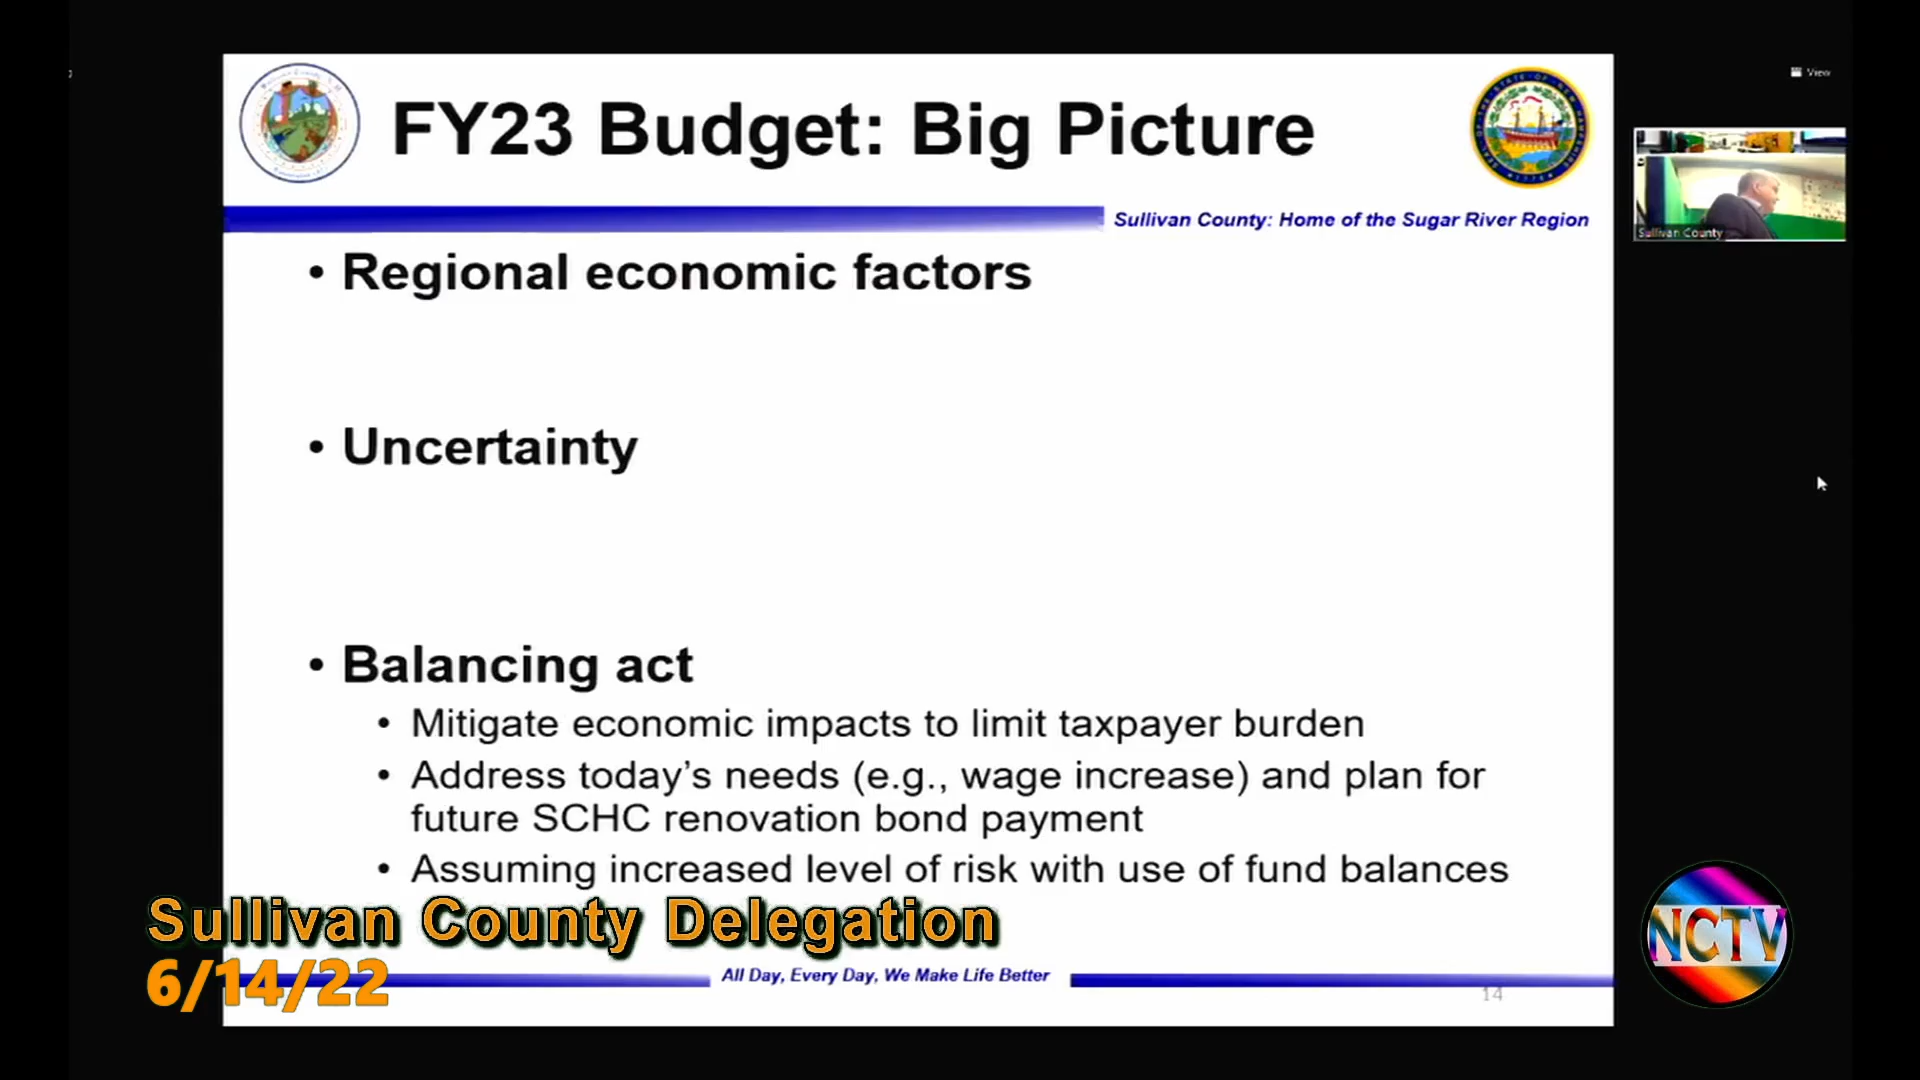 View
FY23 Budget: Big Picture
Sullivan County: Home of the Sugar River Region
Sullivan County
• Regional economic factors
• Uncertainty
• Balancing act
• Mitigate economic impacts to limit taxpayer burden
• Address today's needs (e.g., wage increase) and plan for
future SCHC renovation bond payment
• Assuming increased level of risk with use of fund balances
Sullivan County Delegation
6/14/22
All Day, Every Day, We Make Life Better
14
NCTV